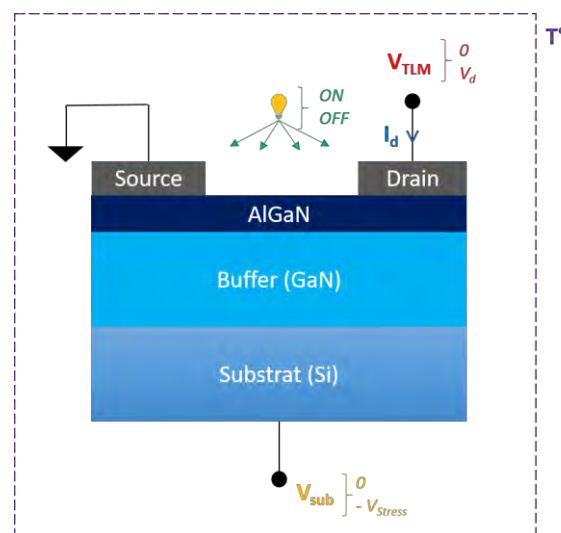 T°
V_TLM 0
V_d
ON
OFF
I_d
Source
Drain
AlGaN
Buffer (GaN)
Substrat (Si)
V_sub 0
- V_Stress